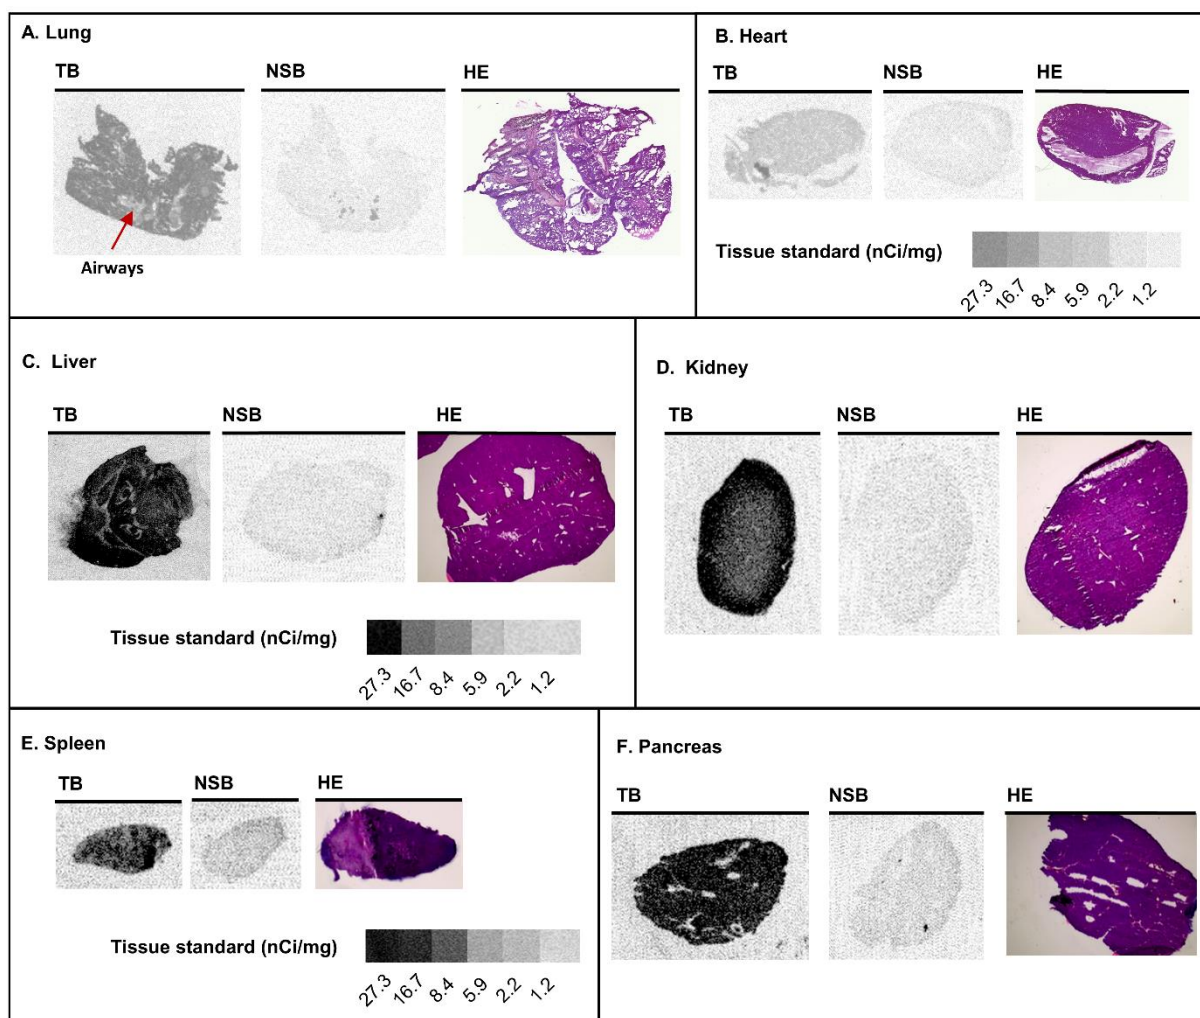 A. Lung
TB NSB HE
Airways
B. Heart
TB NSB HE
Tissue standard (nCi/mg)
27.3 16.7 8.4 5.9 2.2 1.2
C. Liver
TB NSB HE
Tissue standard (nCi/mg)
27.3 16.7 8.4 5.9 2.2 1.2
D. Kidney
TB NSB HE
E. Spleen
TB NSB HE
Tissue standard (nCi/mg)
27.3 16.7 8.4 5.9 2.2 1.2
F. Pancreas
TB NSB HE